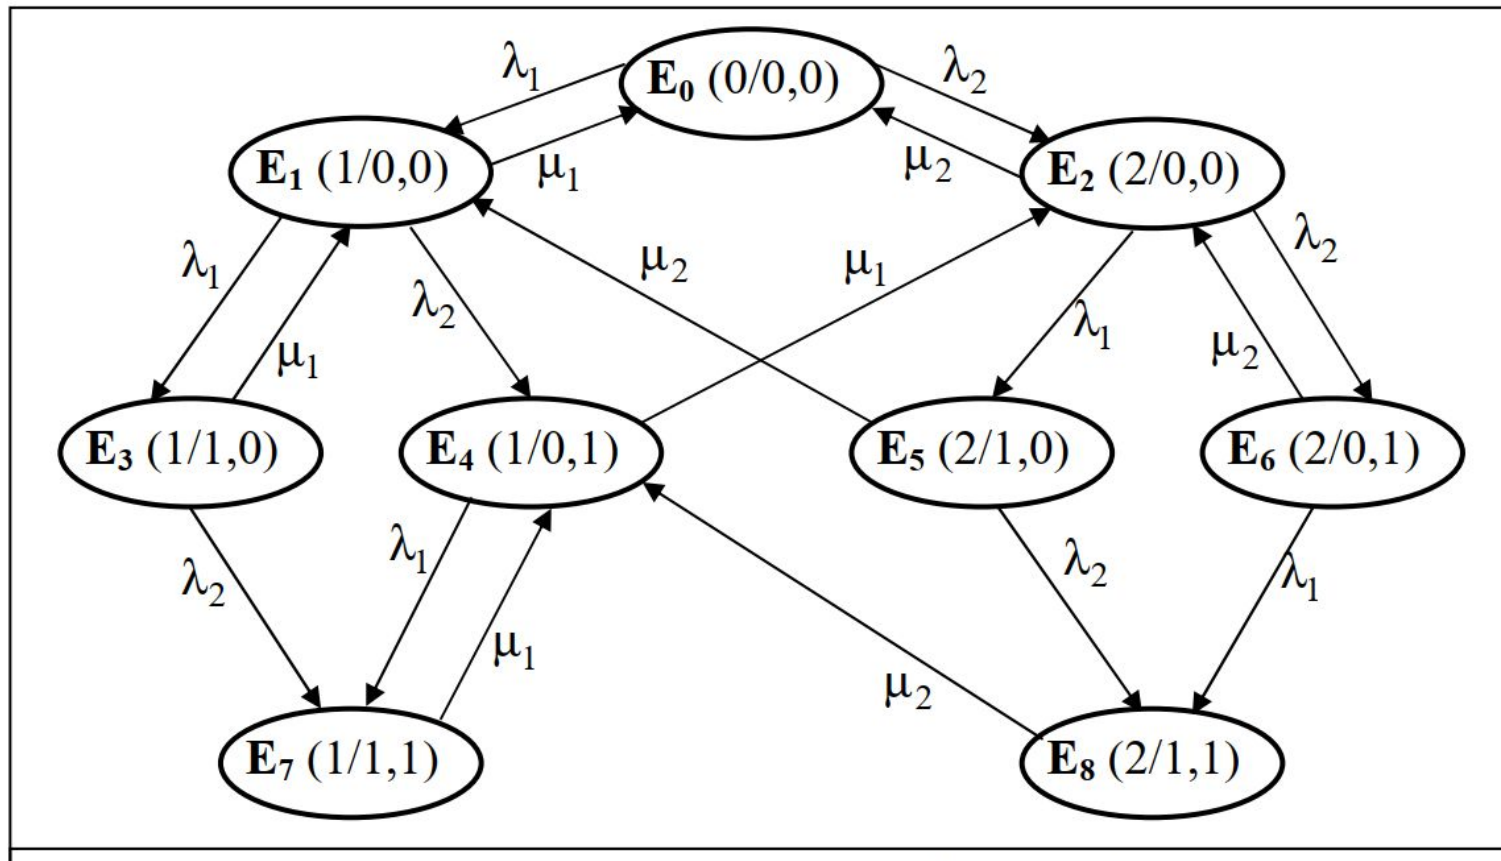 λ₁
E₀ (0/0,0)
λ₂
E₁ (1/0,0)
μ₁
μ₂
E₂ (2/0,0)
λ₁
μ₁
λ₂
μ₂
μ₁
λ₁
μ₂
λ₂
E₃ (1/1,0)
E₄ (1/0,1)
E₅ (2/1,0)
E₆ (2/0,1)
λ₂
λ₁
μ₁
μ₂
λ₂
λ₁
E₇ (1/1,1)
E₈ (2/1,1)